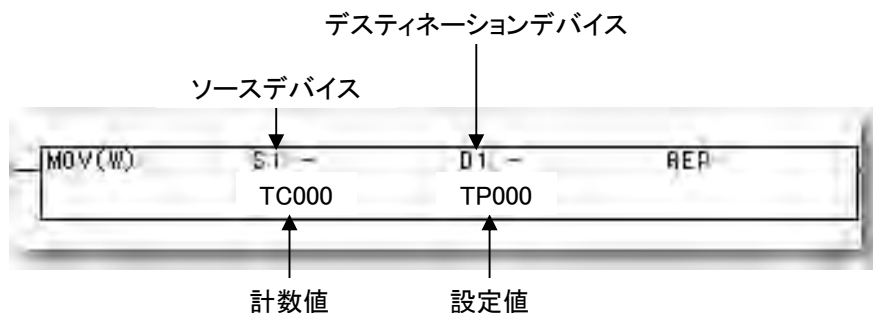 デスティネーションデバイス
ソースデバイス
MOV(W) S1 – D1 – REP
TC000 TP000
計数値 設定値